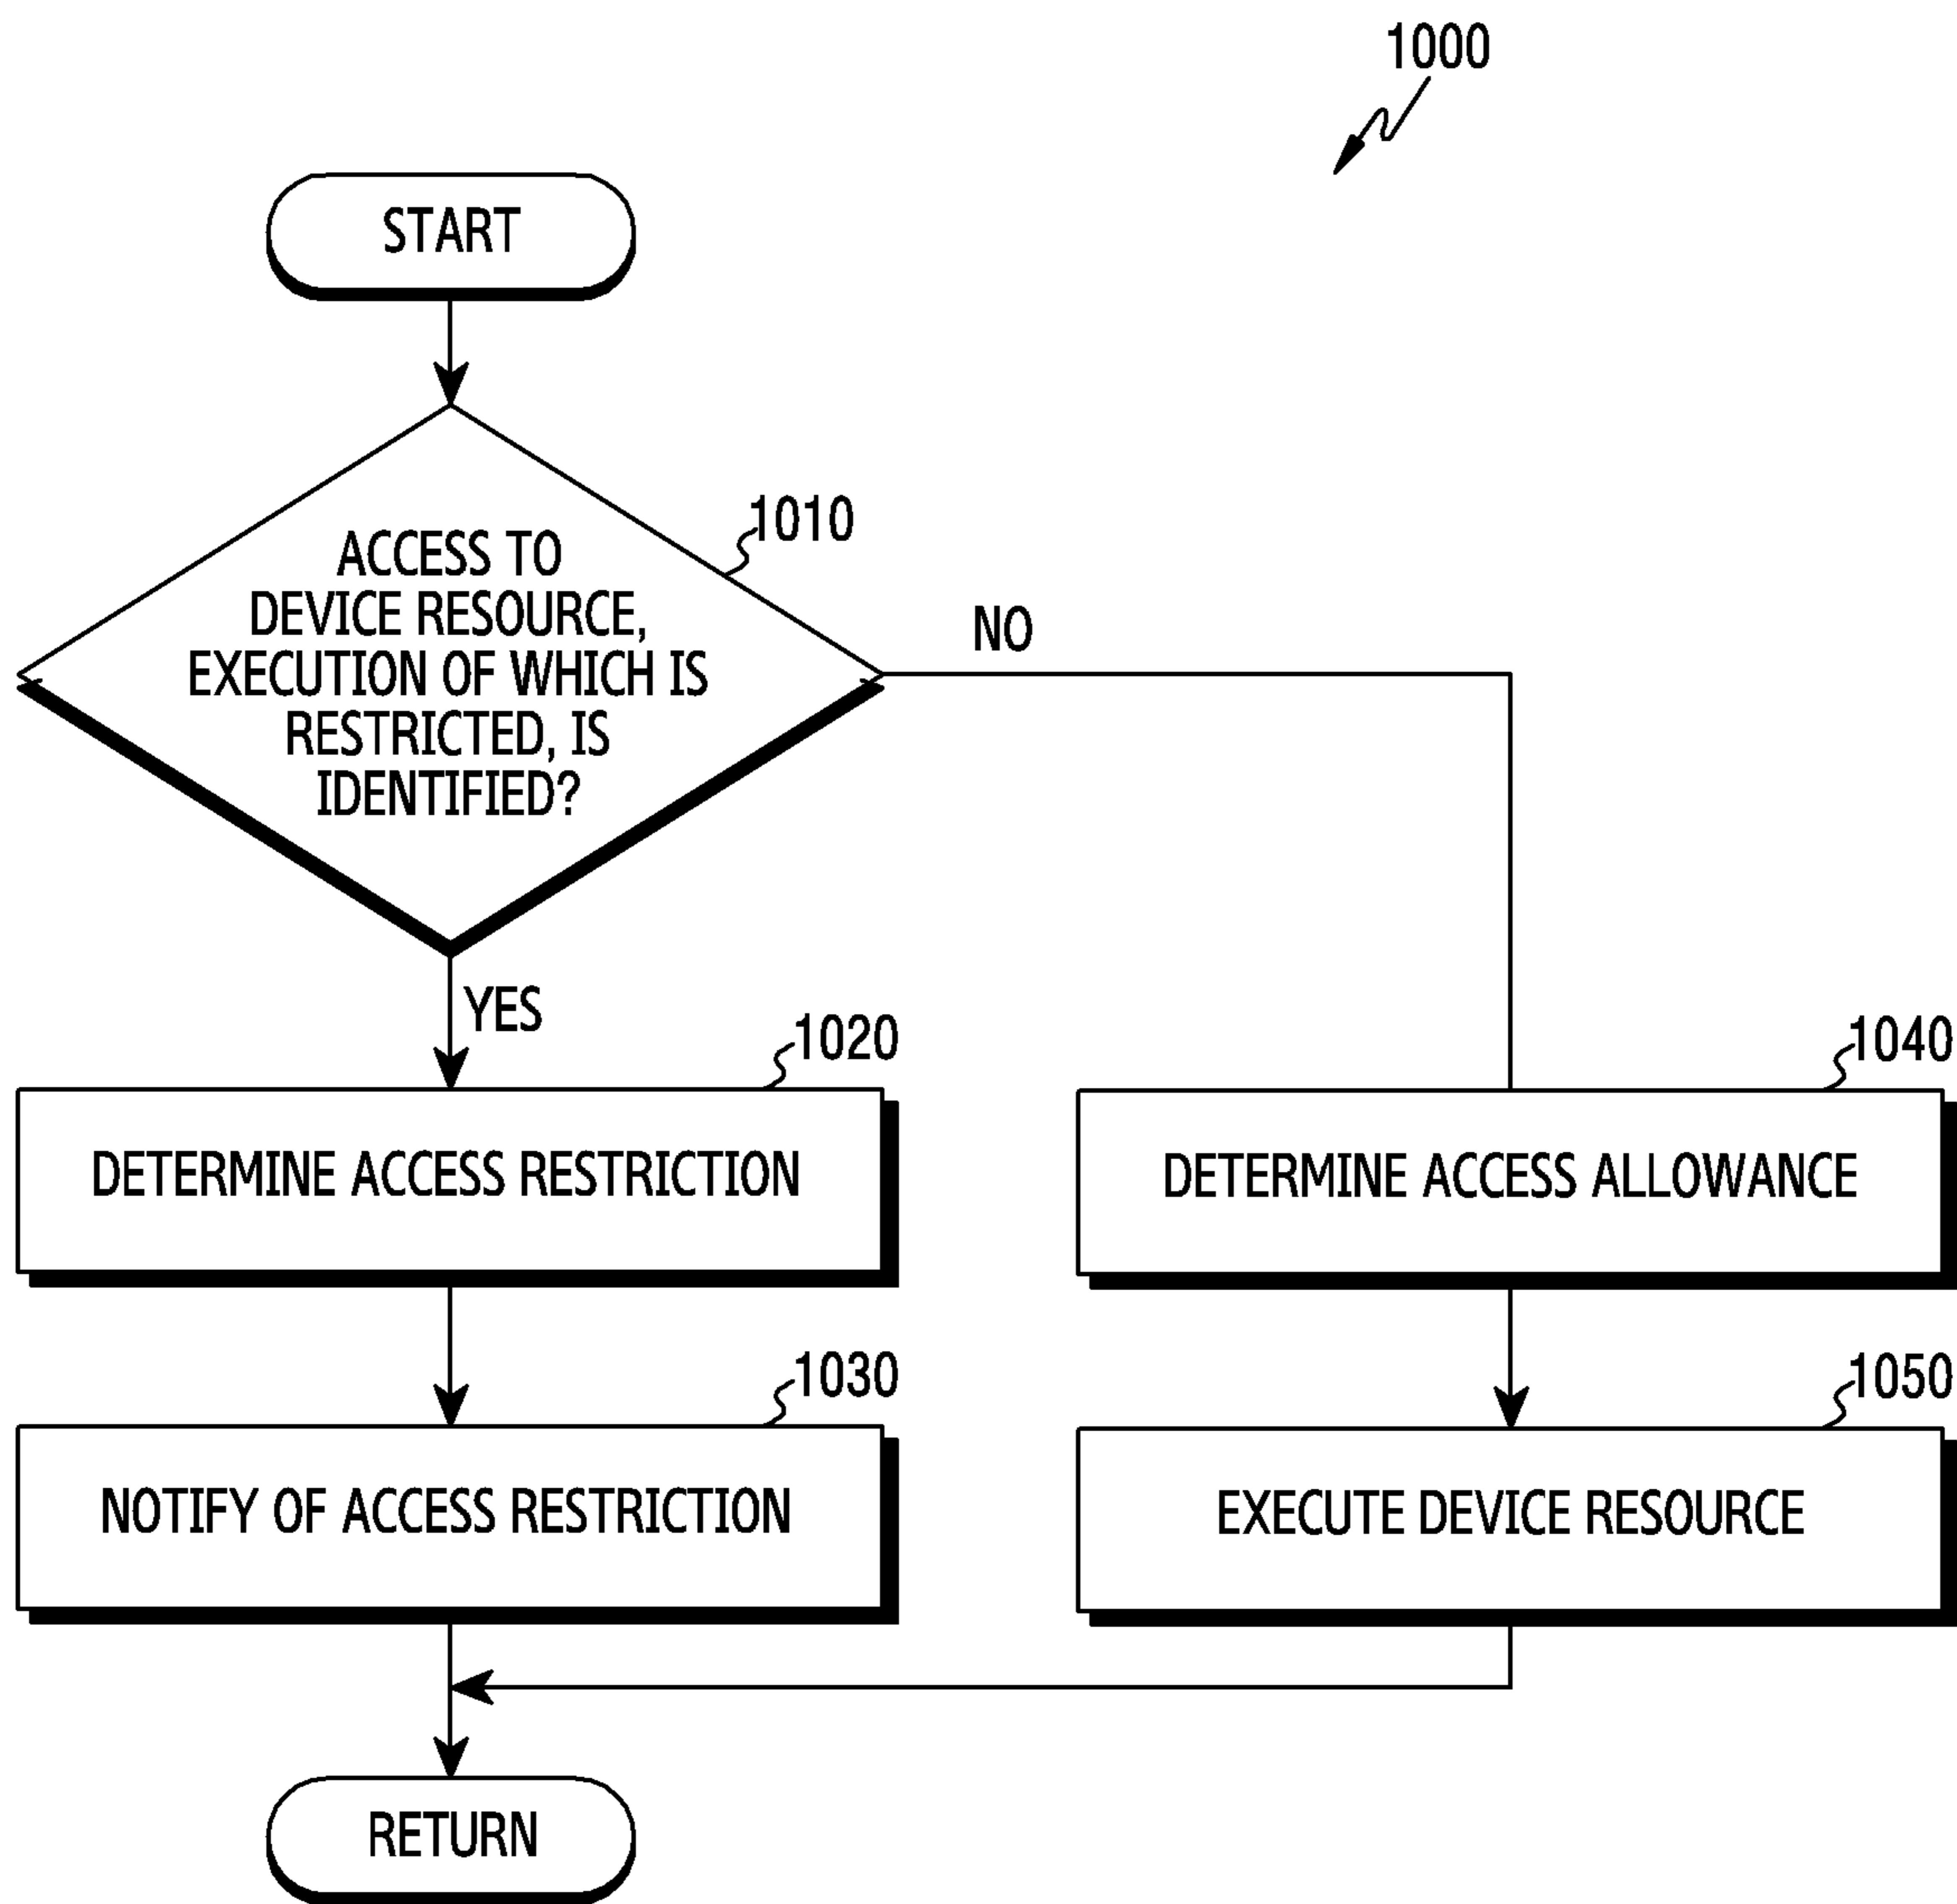 1000
START
1010
ACCESS TO
DEVICE RESOURCE,
EXECUTION OF WHICH IS
RESTRICTED, IS
IDENTIFIED?
NO
YES
1020
DETERMINE ACCESS RESTRICTION
1040
DETERMINE ACCESS ALLOWANCE
1030
NOTIFY OF ACCESS RESTRICTION
1050
EXECUTE DEVICE RESOURCE
RETURN